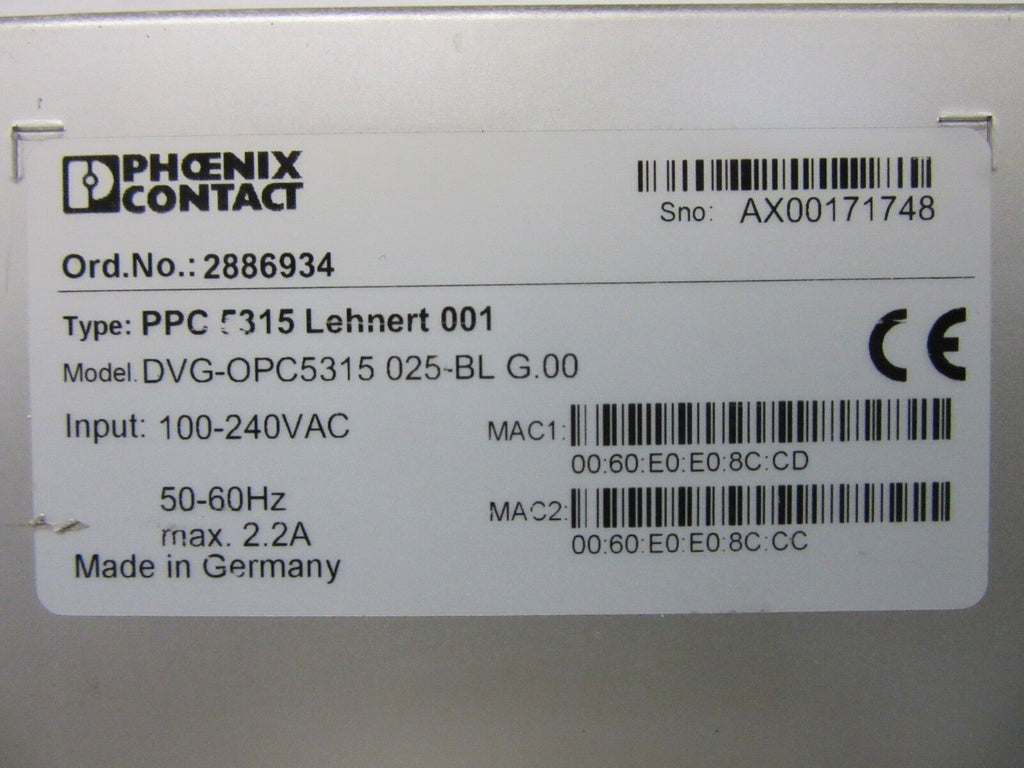 PHŒNIX
CONTACT
Sno: AX00171748
Ord.No.: 2886934
Type: PPC 5315 Lehnert 001
Model. DVG-OPC5315 025-BL G.00
CE
Input: 100-240VAC
MAC1:
00:60:E0:E0:8C:CD
50-60Hz
MAC2:
max. 2.2A
00:60:E0:E0:8C:CC
Made in Germany